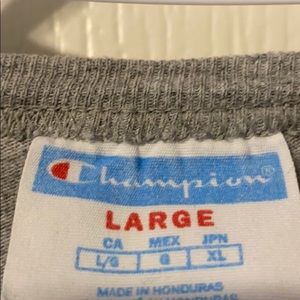 Champion®
LARGE
CA MEX JPN
L/G G XL
MADE IN HONDURAS